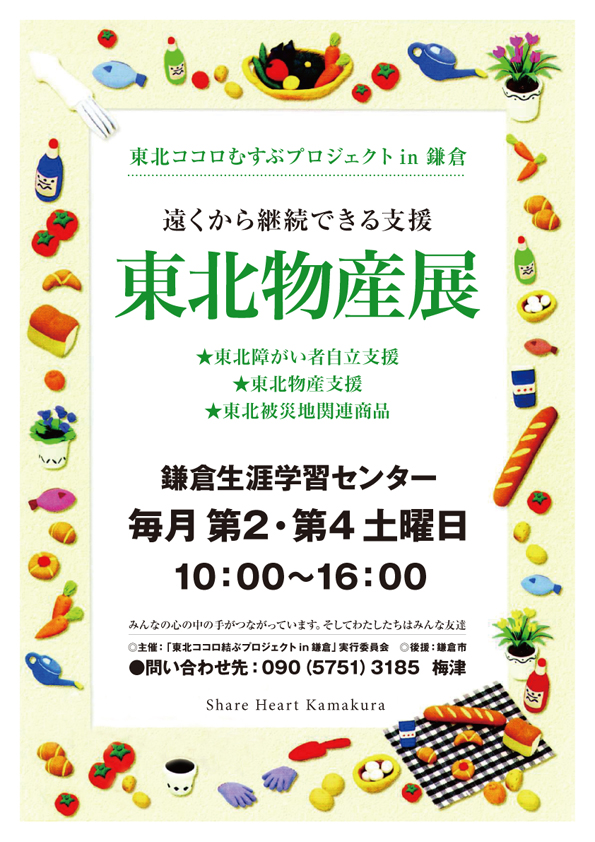 東北ココロむすぶプロジェクト in 鎌倉
遠くから継続できる支援
東北物産展
★東北障がい者自立支援
★東北物産支援
★東北被災地関連商品
鎌倉生涯学習センター
毎月 第2・第4 土曜日
10：00～16：00
みんなの心の中の手がつながっています。そしてわたしたちはみんな友達
◎主催：「東北ココロ結ぶプロジェクト in 鎌倉」実行委員会　◎後援：鎌倉市
●問い合わせ先：090（5751）3185　梅津
Share Heart Kamakura